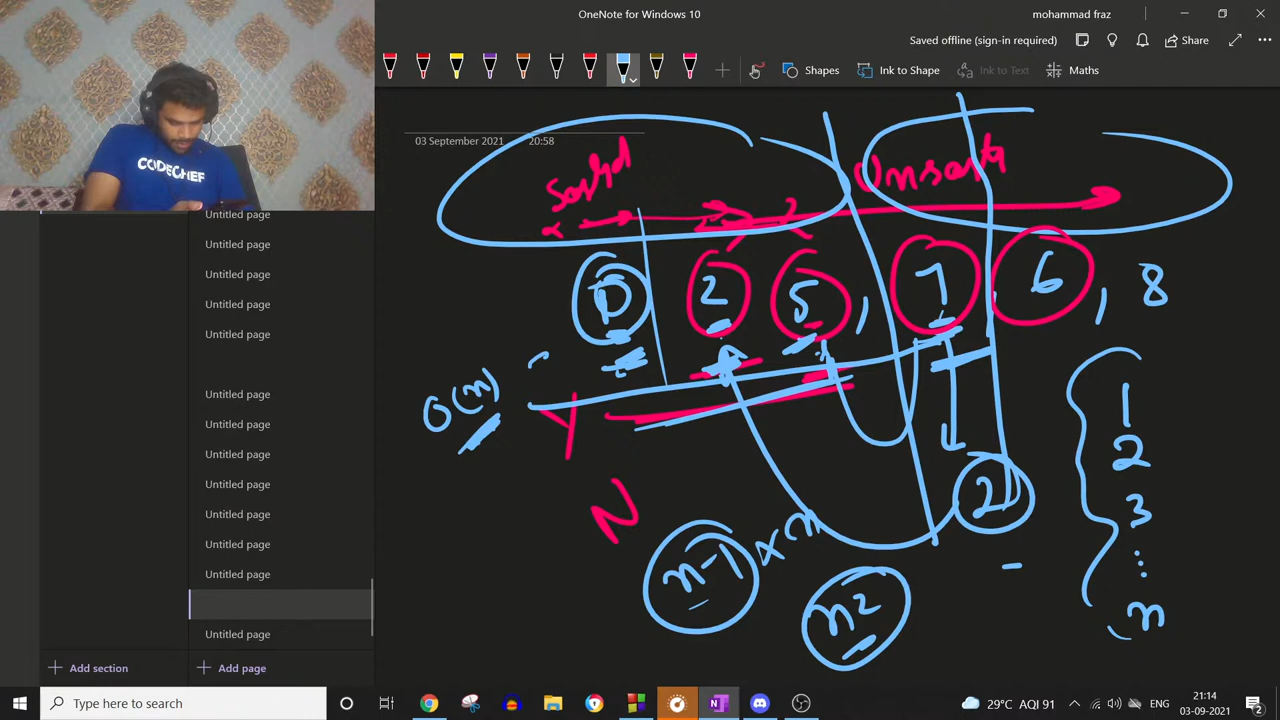 OneNote for Windows 10
mohammad fraz
Saved offline (sign-in required)
Share
Shapes
Ink to Shape
Ink to Text
Maths
CODECHEF
03 September 2021 20:58
2 5 , 7 , 6 , 8
O(n)
Y
N
n-1 × n
n2
2
1
2
3
n
Untitled page
Untitled page
Untitled page
Untitled page
Untitled page
Untitled page
Untitled page
Untitled page
Untitled page
Untitled page
Untitled page
Untitled page
Untitled page
Add section
Add page
Type here to search
29°C AQI 91
ENG
21:14
03-09-2021
2